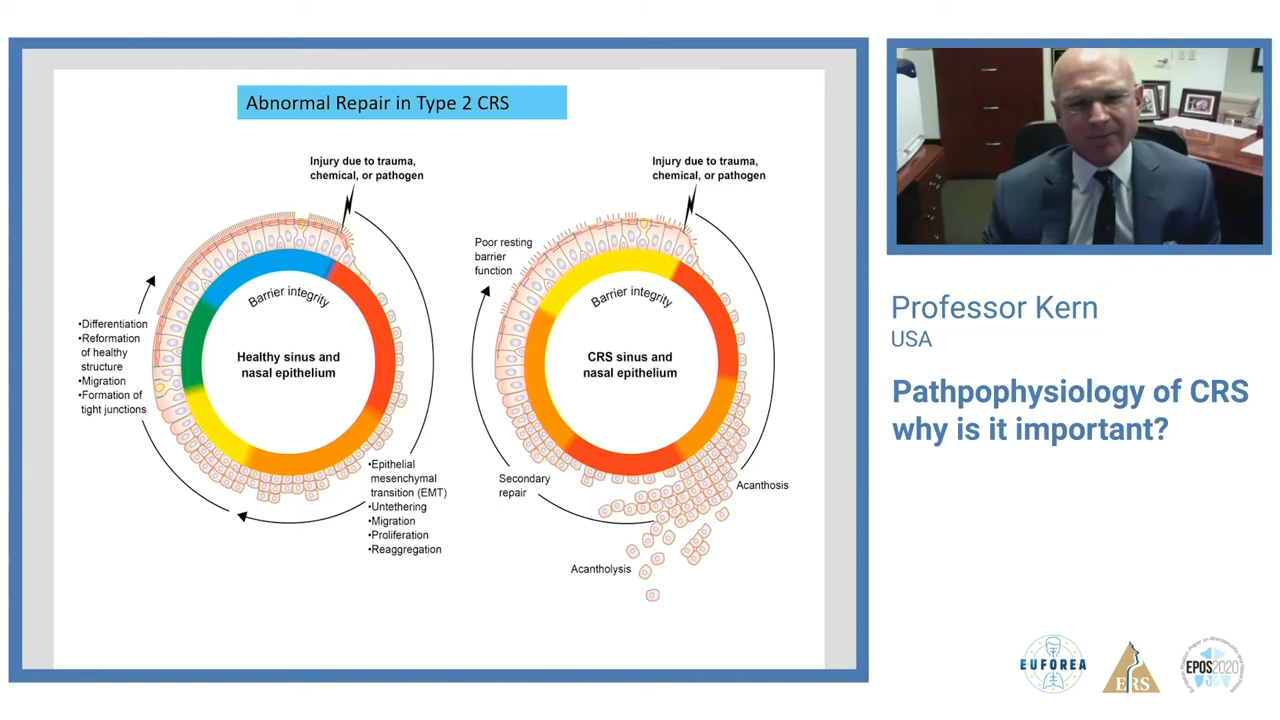 Abnormal Repair in Type 2 CRS
Injury due to trauma,
chemical, or pathogen
Barrier integrity
Healthy sinus and
nasal epithelium
•Differentiation
•Reformation
of healthy
structure
•Migration
•Formation of
tight junctions
•Epithelial
mesenchymal
transition (EMT)
•Untethering
•Migration
•Proliferation
•Reaggregation
Injury due to trauma,
chemical, or pathogen
Poor resting
barrier
function
Barrier integrity
CRS sinus and
nasal epithelium
Secondary
repair
Acanthosis
Acantholysis
Professor Kern
USA
Pathpophysiology of CRS
why is it important?
EUFOREA
ERS
EPOS2020